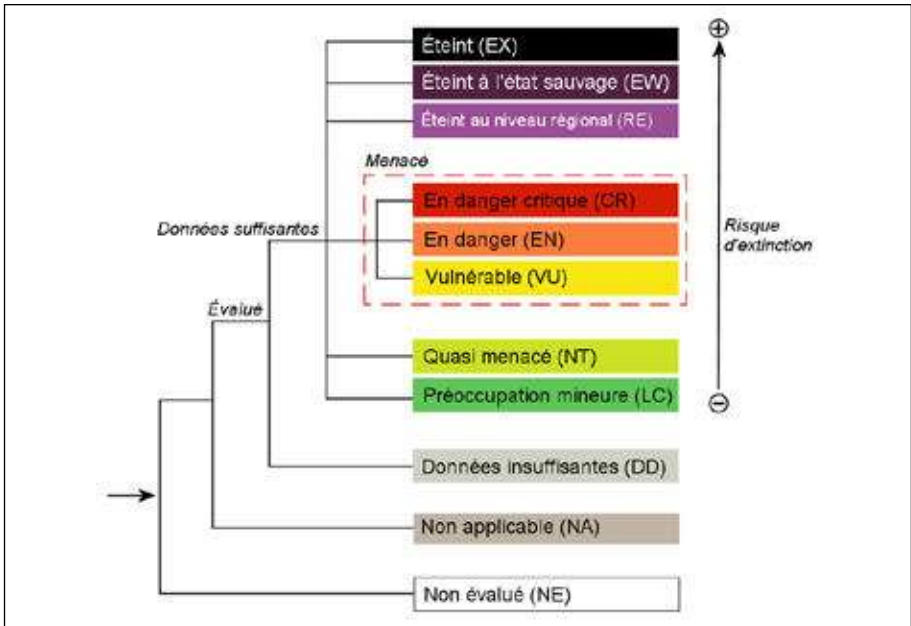 Éteint (EX)
Éteint à l'état sauvage (EW)
Éteint au niveau régional (RE)
Menacé
En danger critique (CR)
Données suffisantes
En danger (EN)
Risque
d'extinction
Vulnérable (VU)
Évalué
Quasi menacé (NT)
Préoccupation mineure (LC)
Données insuffisantes (DD)
Non applicable (NA)
Non évalué (NE)